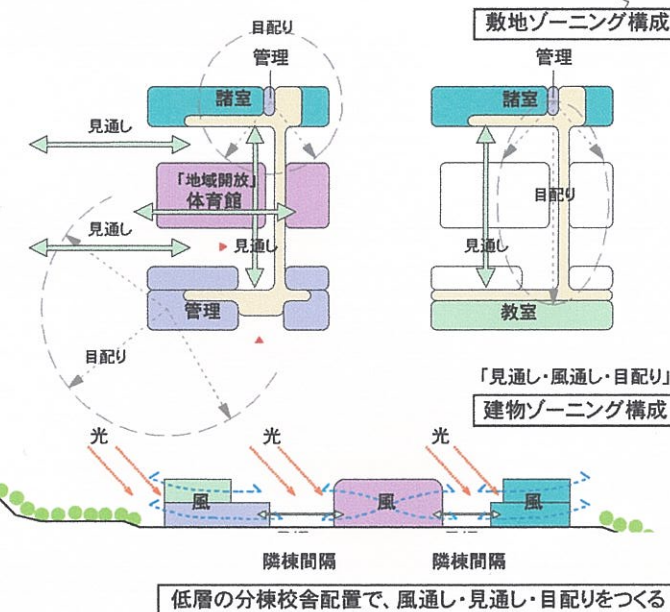 敷地ゾーニング構成
目配り
管理
諸室
見通し
「地域開放」
体育館
見通し
見通し
管理
目配り
管理
諸室
目配り
見通し
教室
「見通し・風通し・目配り」
建物ゾーニング構成
光
光
光
風
風
風
隣棟間隔
隣棟間隔
低層の分棟校舎配置で、風通し・見通し・目配りをつくる